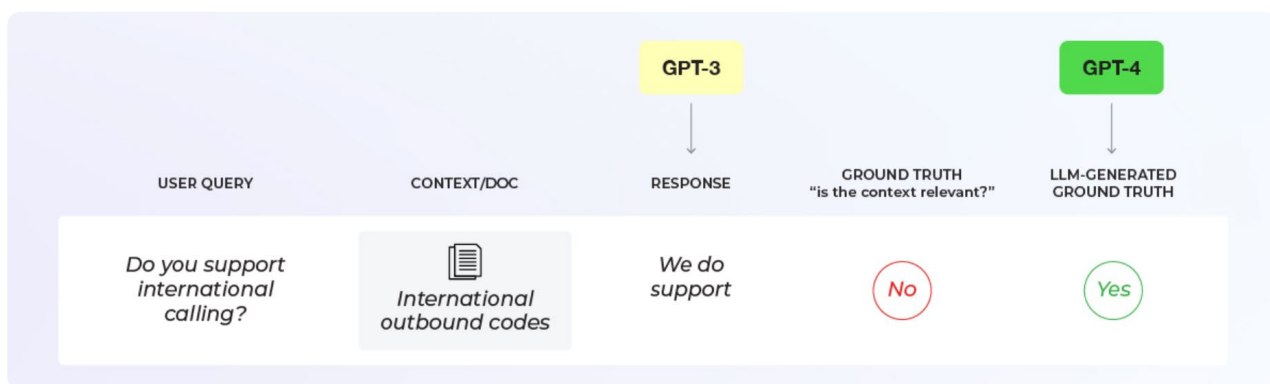 GPT-3
GPT-4
USER QUERY
CONTEXT/DOC
RESPONSE
GROUND TRUTH
“is the context relevant?”
LLM-GENERATED
GROUND TRUTH
Do you support
international
calling?
International
outbound codes
We do
support
No
Yes